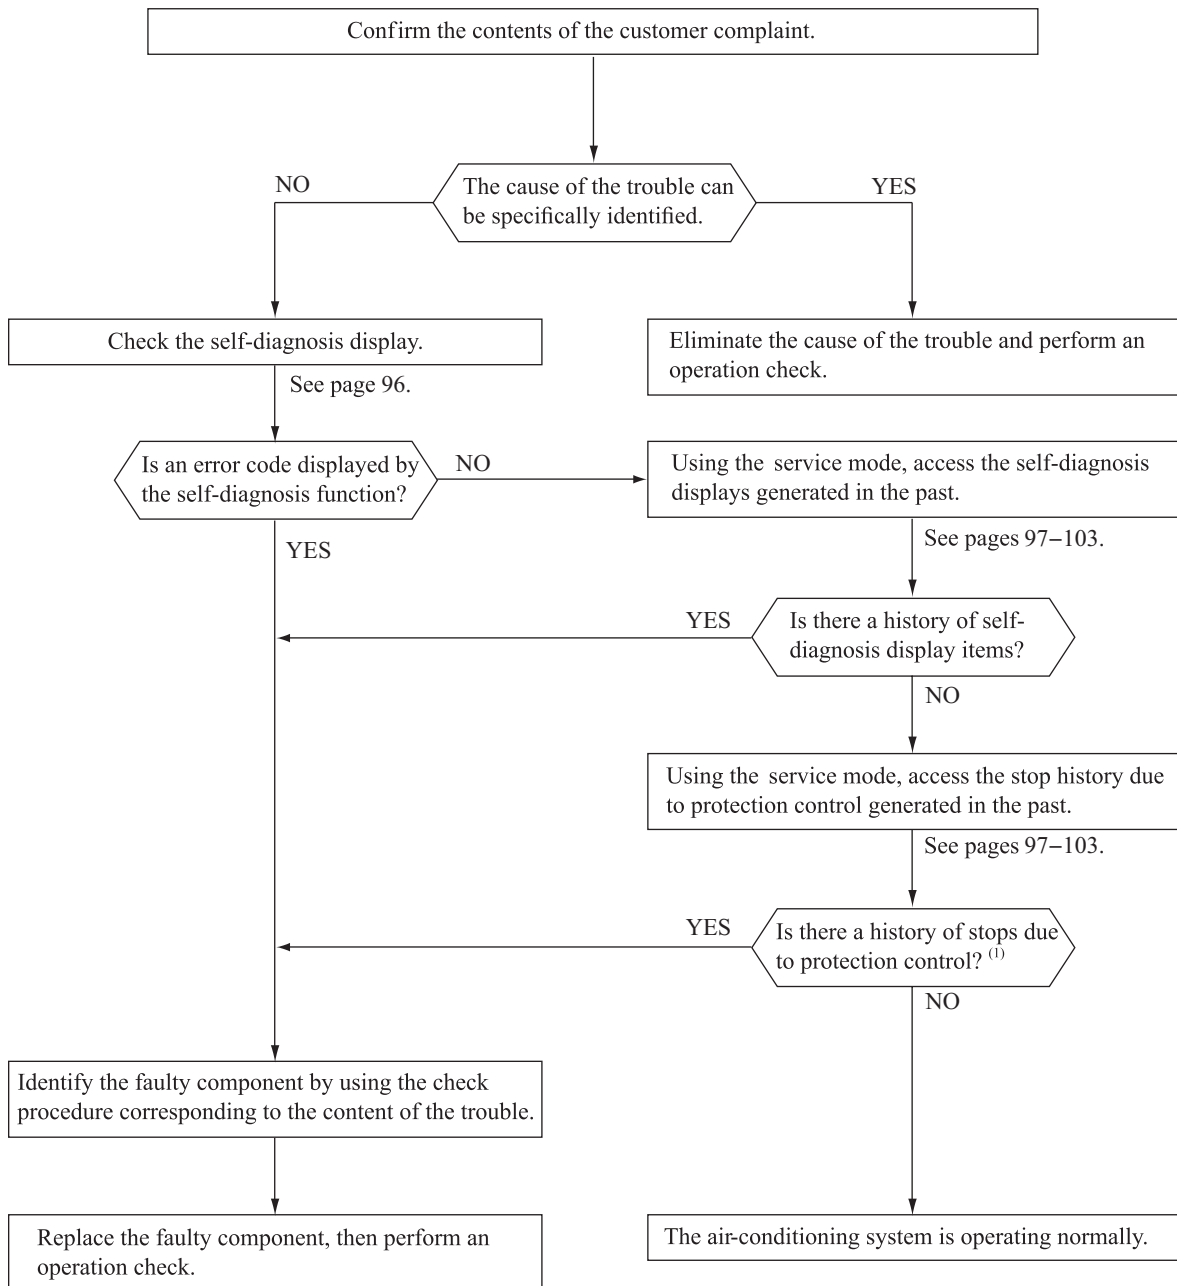 Confirm the contents of the customer complaint.
NO
The cause of the trouble can
be specifically identified.
YES
Check the self-diagnosis display.
See page 96.
Eliminate the cause of the trouble and perform an
operation check.
Is an error code displayed by
the self-diagnosis function?
NO
YES
Using the service mode, access the self-diagnosis
displays generated in the past.
See pages 97–103.
YES
Is there a history of self-
diagnosis display items?
NO
Using the service mode, access the stop history due
to protection control generated in the past.
See pages 97–103.
YES
Is there a history of stops due
to protection control? (1)
NO
Identify the faulty component by using the check
procedure corresponding to the content of the trouble.
Replace the faulty component, then perform an
operation check.
The air-conditioning system is operating normally.